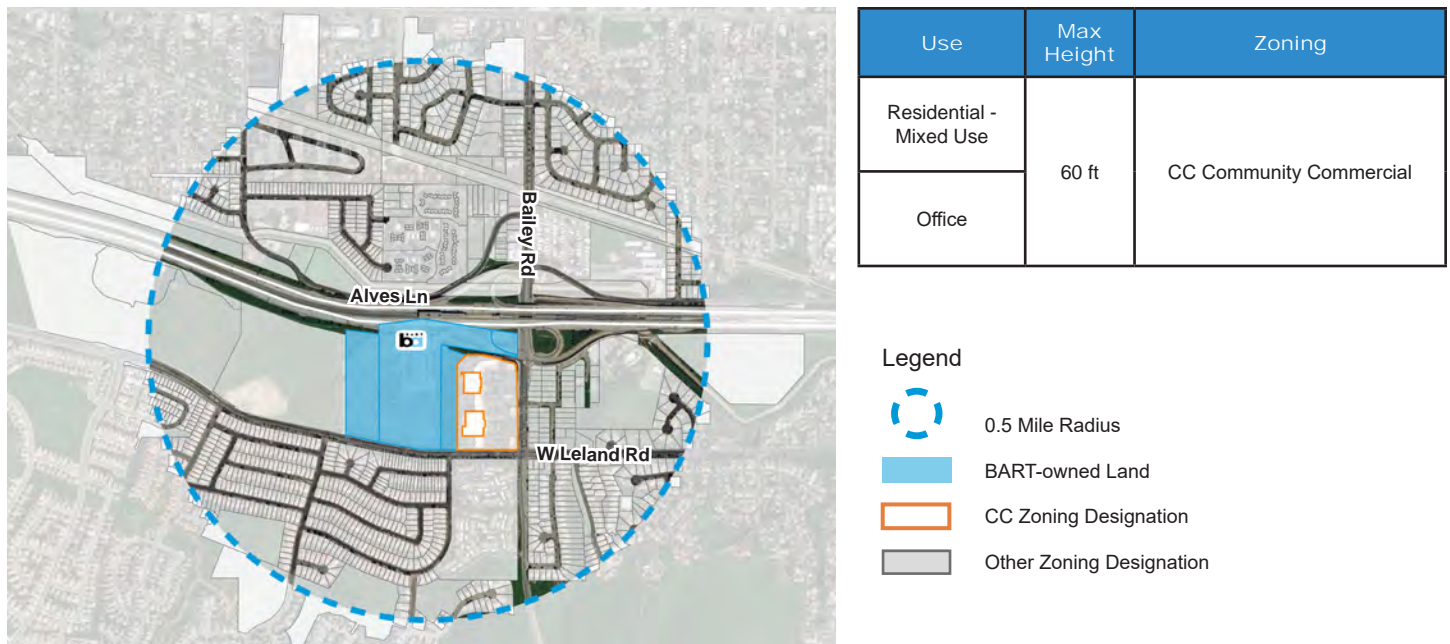 Alves Ln
Bailey Rd
ba
W Leland Rd
Use
Max
Height
Zoning
Residential -
Mixed Use
60 ft
CC Community Commercial
Office
Legend
0.5 Mile Radius
BART-owned Land
CC Zoning Designation
Other Zoning Designation